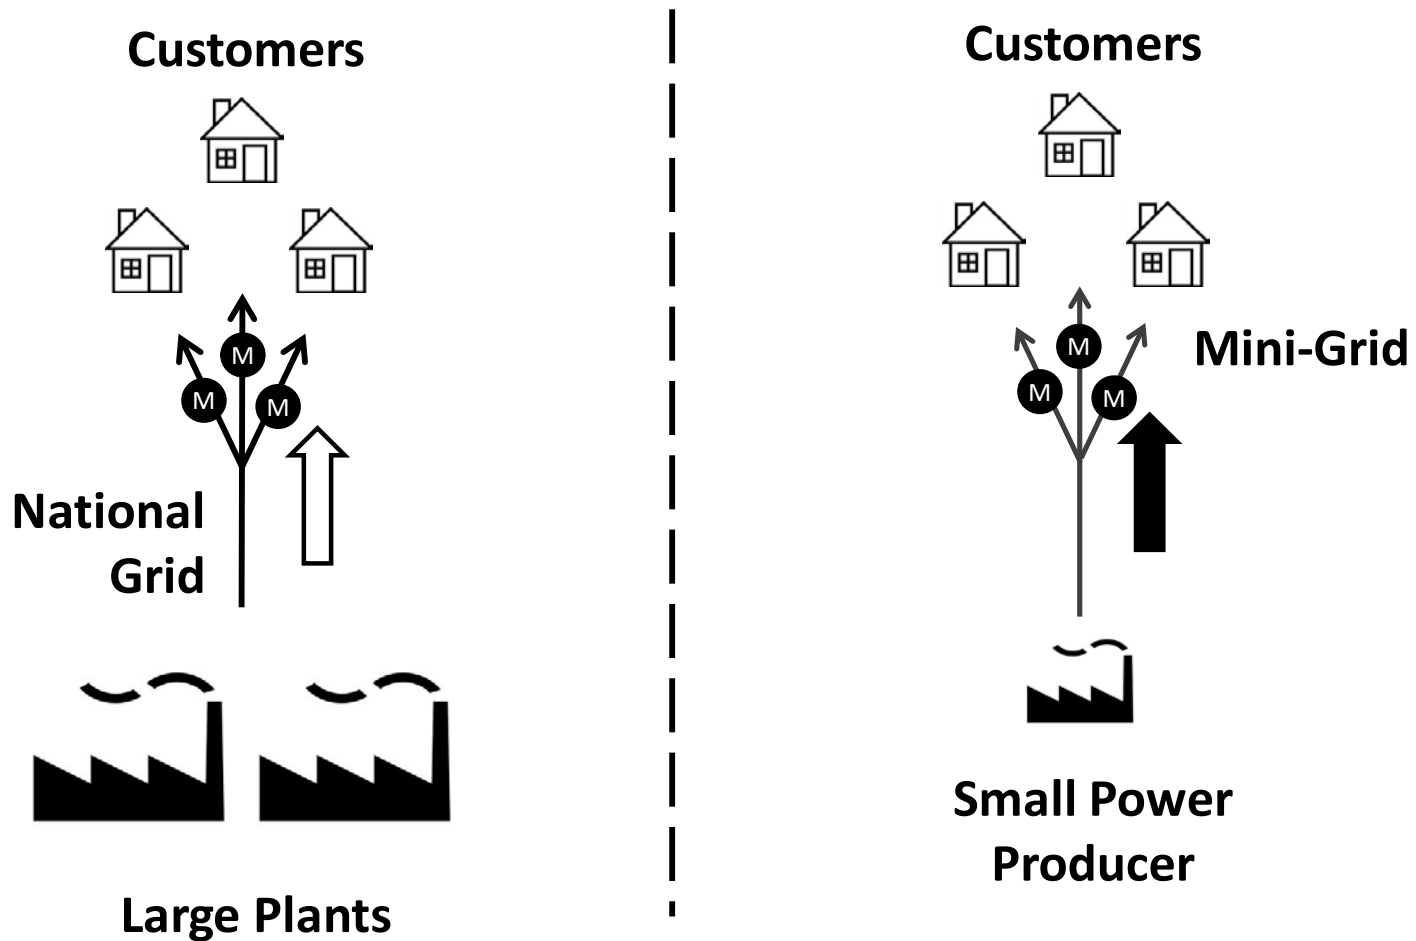 Customers
M
M
M
National
Grid
Large Plants
Customers
M
M
M
Mini-Grid
Small Power
Producer